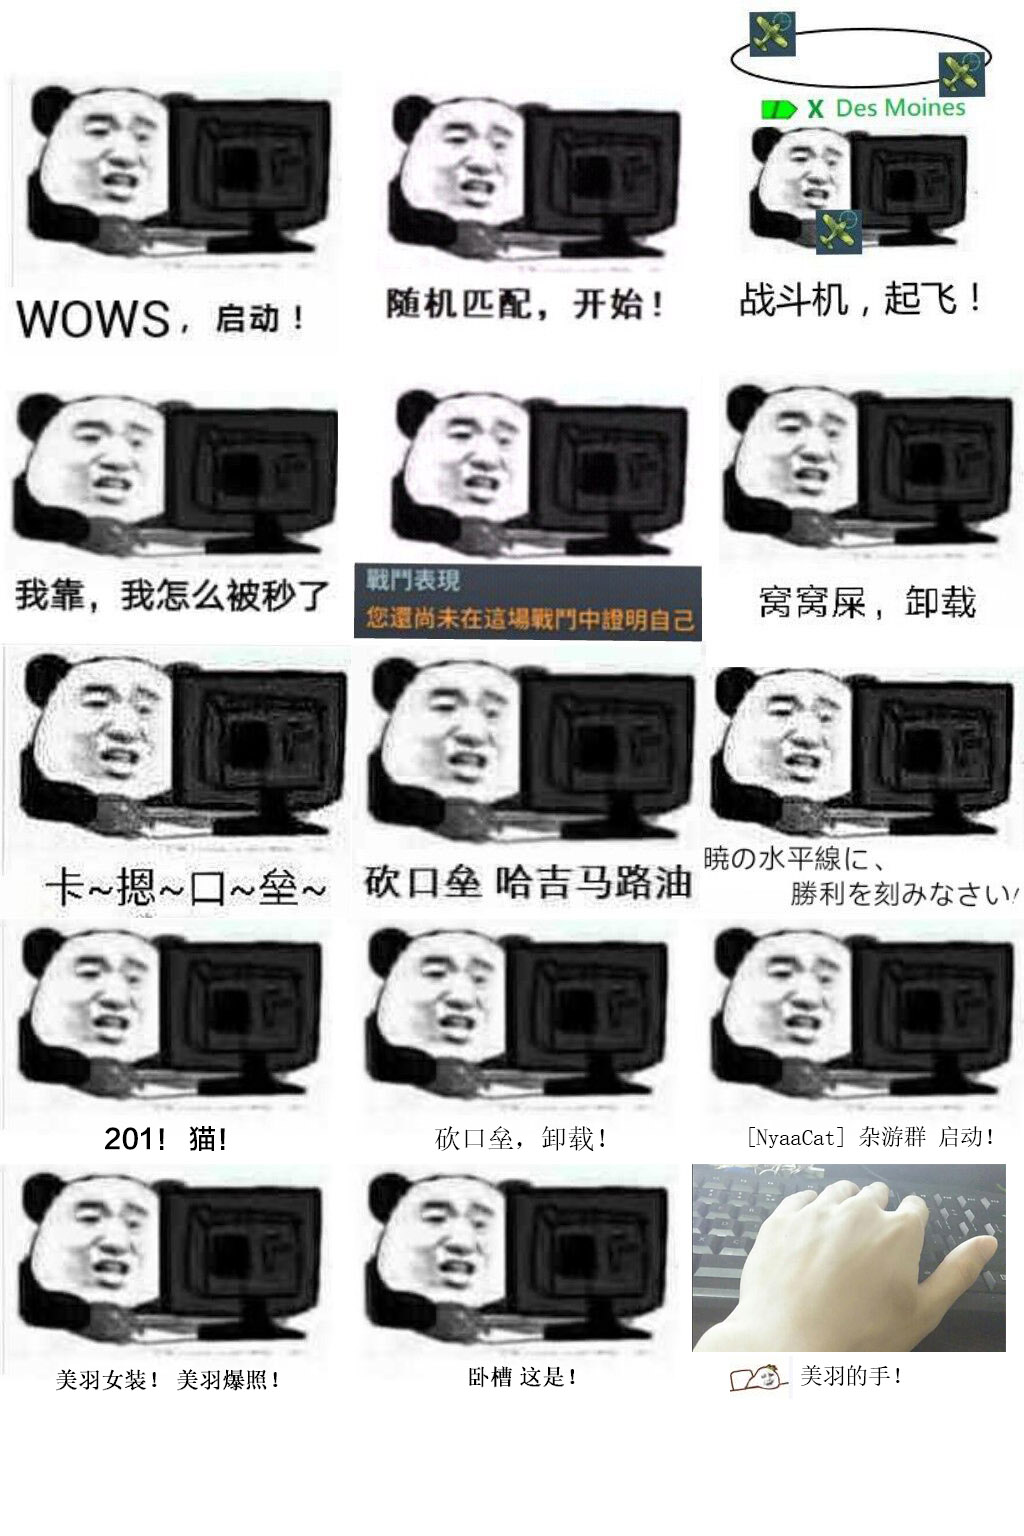 X Des Moines
WOWS，启动！
随机匹配，开始！
战斗机，起飞！
我靠，我怎么被秒了
戰鬥表現
您還尚未在這場戰鬥中證明自己
窝窝屎，卸载
卡~摁~口~垒~
砍口垒 哈吉马路油
暁の水平線に、
勝利を刻みなさいっ
201！ 猫！
砍口垒，卸载！
[NyaaCat] 杂游群 启动！
美羽女装！ 美羽爆照！
卧槽 这是！
美羽的手！